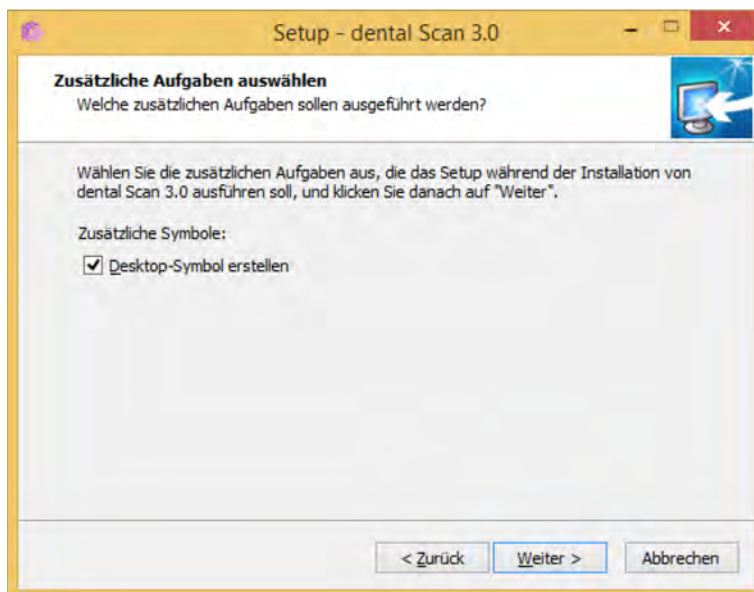 Setup - dental Scan 3.0
Zusätzliche Aufgaben auswählen
Welche zusätzlichen Aufgaben sollen ausgeführt werden?
Wählen Sie die zusätzlichen Aufgaben aus, die das Setup während der Installation von
dental Scan 3.0 ausführen soll, und klicken Sie danach auf "Weiter".
Zusätzliche Symbole:
Desktop-Symbol erstellen
< Zurück Weiter > Abbrechen